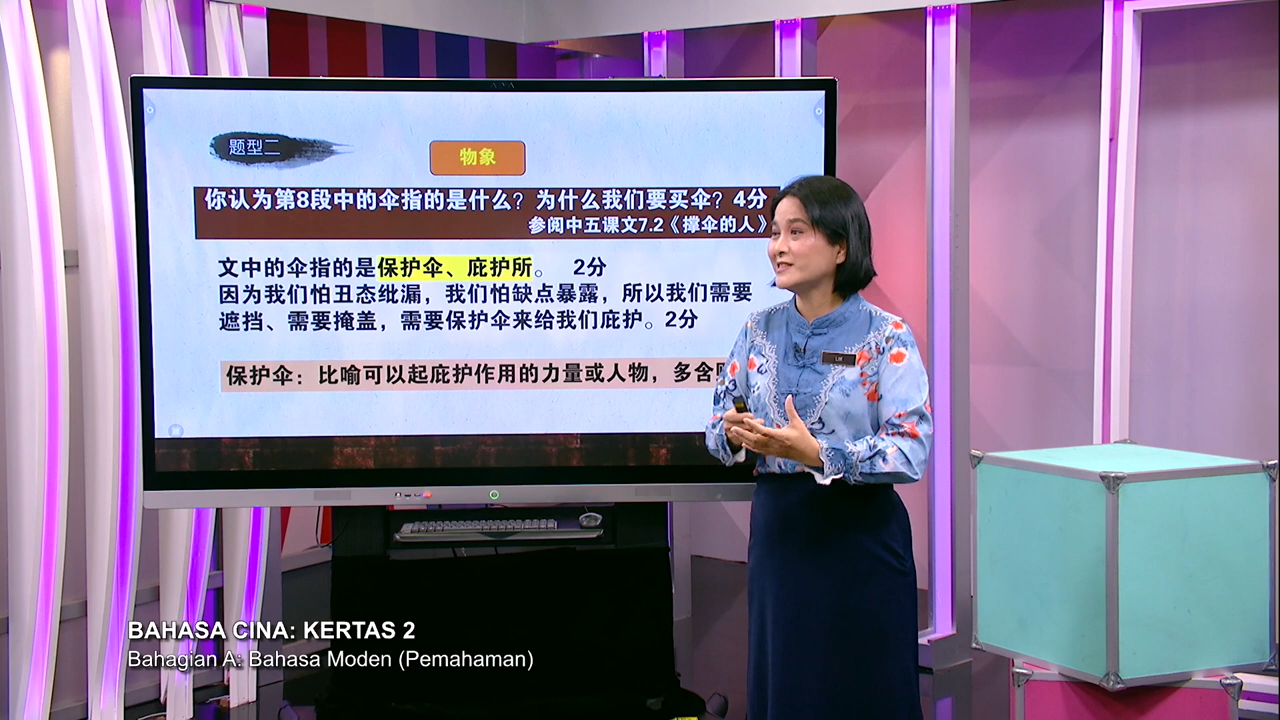 题型二
物象
你认为第8段中的伞指的是什么？为什么我们要买伞？4分
参阅中五课文7.2《撑伞的人》
文中的伞指的是保护伞、庇护所。 2分
因为我们怕丑态纰漏，我们怕缺点暴露，所以我们需要
遮挡、需要掩盖，需要保护伞来给我们庇护。2分
保护伞：比喻可以起庇护作用的力量或人物，多含
LIM
BAHASA CINA: KERTAS 2
Bahagian A: Bahasa Moden (Pemahaman)